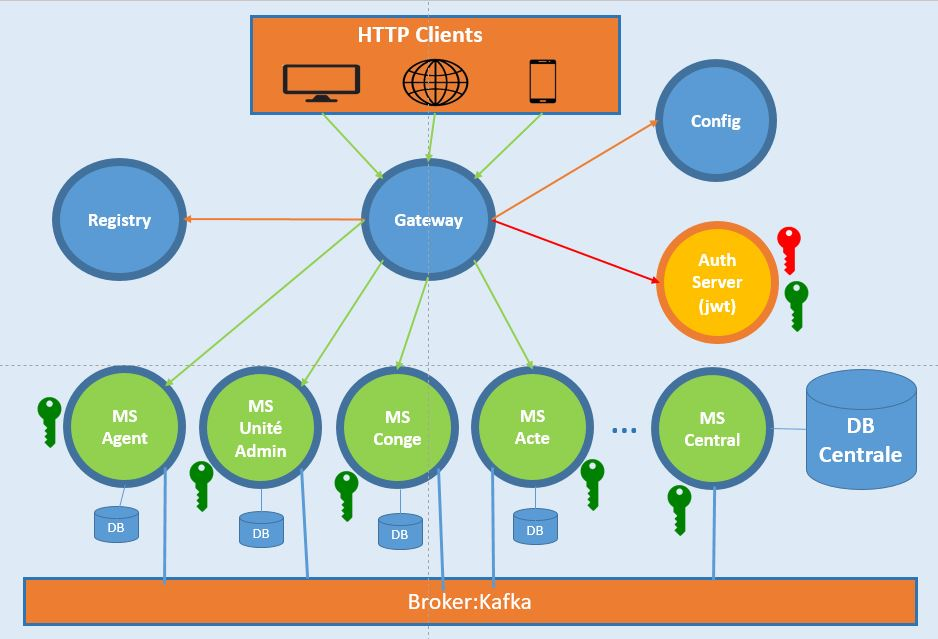 HTTP Clients
Config
Registry
Gateway
Auth
Server
(jwt)
MS
Agent
MS
Unité
Admin
MS
Conge
MS
Acte
...
MS
Central
DB
Centrale
DB
DB
DB
DB
Broker:Kafka